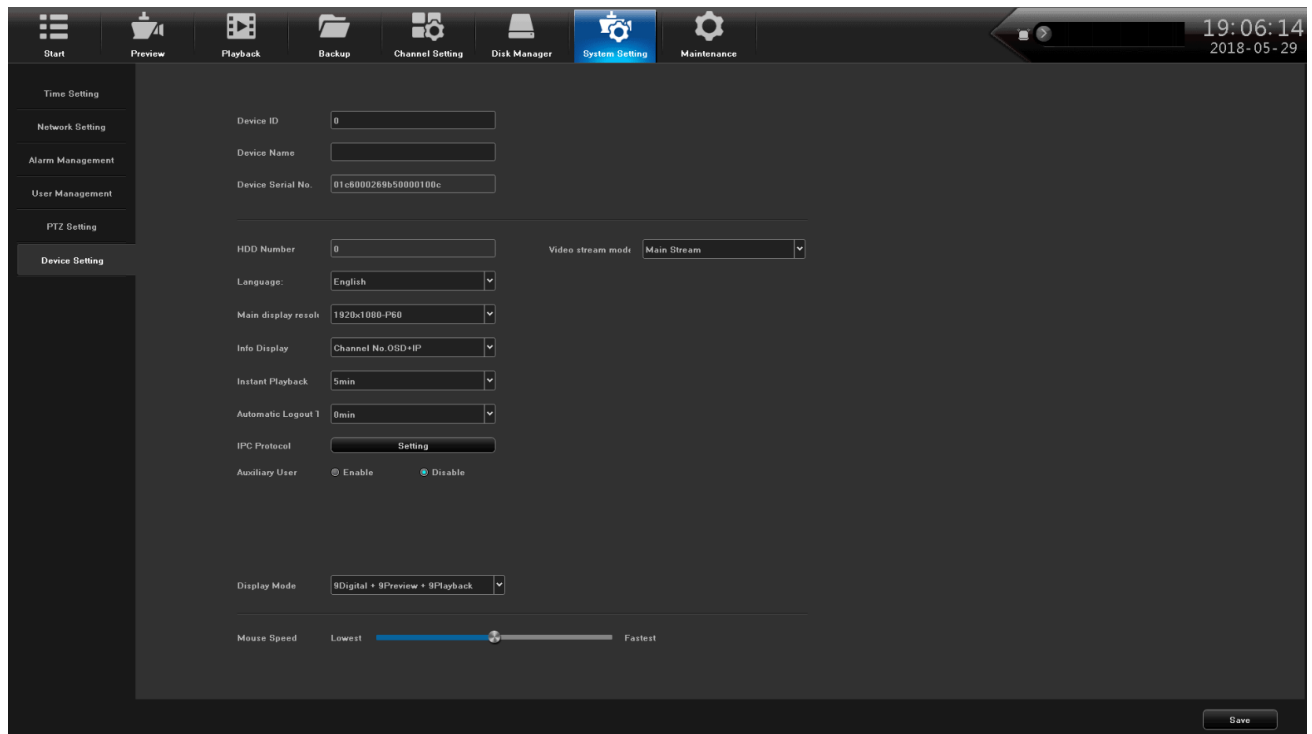 Start Preview Playback Backup Channel Setting Disk Manager System Setting Maintenance
19:06:14
2018-05-29
Time Setting
Network Setting
Alarm Management
User Management
PTZ Setting
Device Setting
Device ID 0
Device Name
Device Serial No. 01c6000269b50000100c
HDD Number 0 Video stream mode Main Stream
Language: English
Main display resol 1920x1080-P60
Info Display Channel No.OSD+IP
Instant Playback 5min
Automatic Logout T 0min
IPC Protocol Setting
Auxiliary User Enable Disable
Display Mode 9Digital + 9Preview + 9Playback
Mouse Speed Lowest Fastest
Save